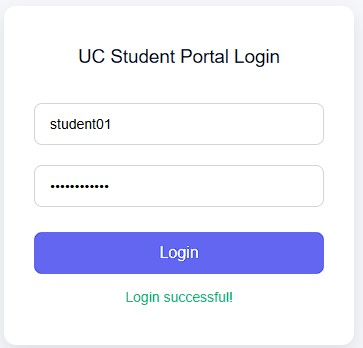 UC Student Portal Login
student01
••••••••••••
Login
Login successful!